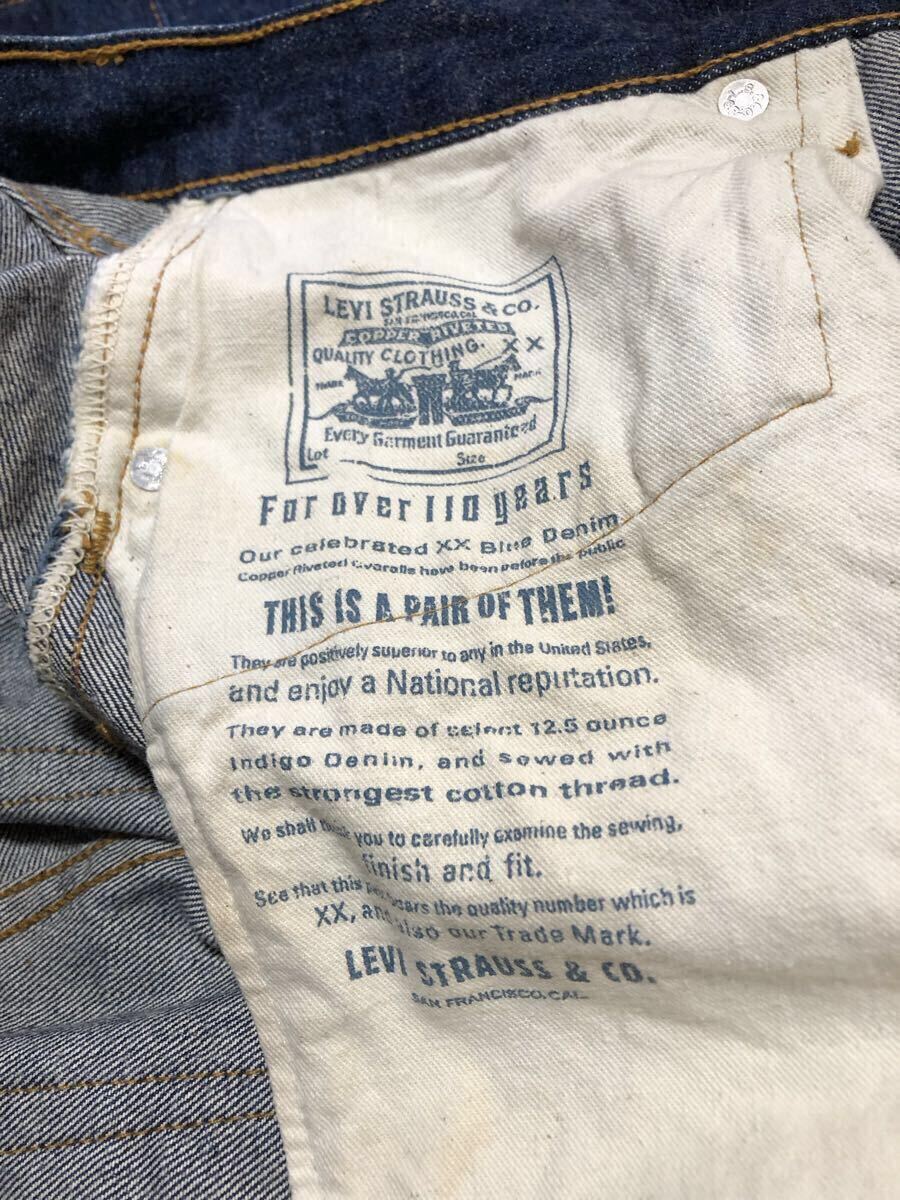 LEVI STRAUSS & CO.
SAN FRANCISCO, CAL.
COPPER RIVETED
QUALITY CLOTHING. XX
TRADE MARK
Every Garment Guaranteed
Lot Size
For over 110 years
Our celebrated XX Blue Denim
Copper Riveted Overalls have been before the public
THIS IS A PAIR OF THEM!
They are positively superior to any in the United States,
and enjoy a National reputation.
They are made of select 12.5 ounce
Indigo Denim, and sewed with
the strongest cotton thread.
We shall thank you to carefully examine the sewing,
finish and fit.
See that this bears the quality number which is
XX, and also our Trade Mark.
LEVI STRAUSS & CO.
SAN FRANCISCO, CAL.